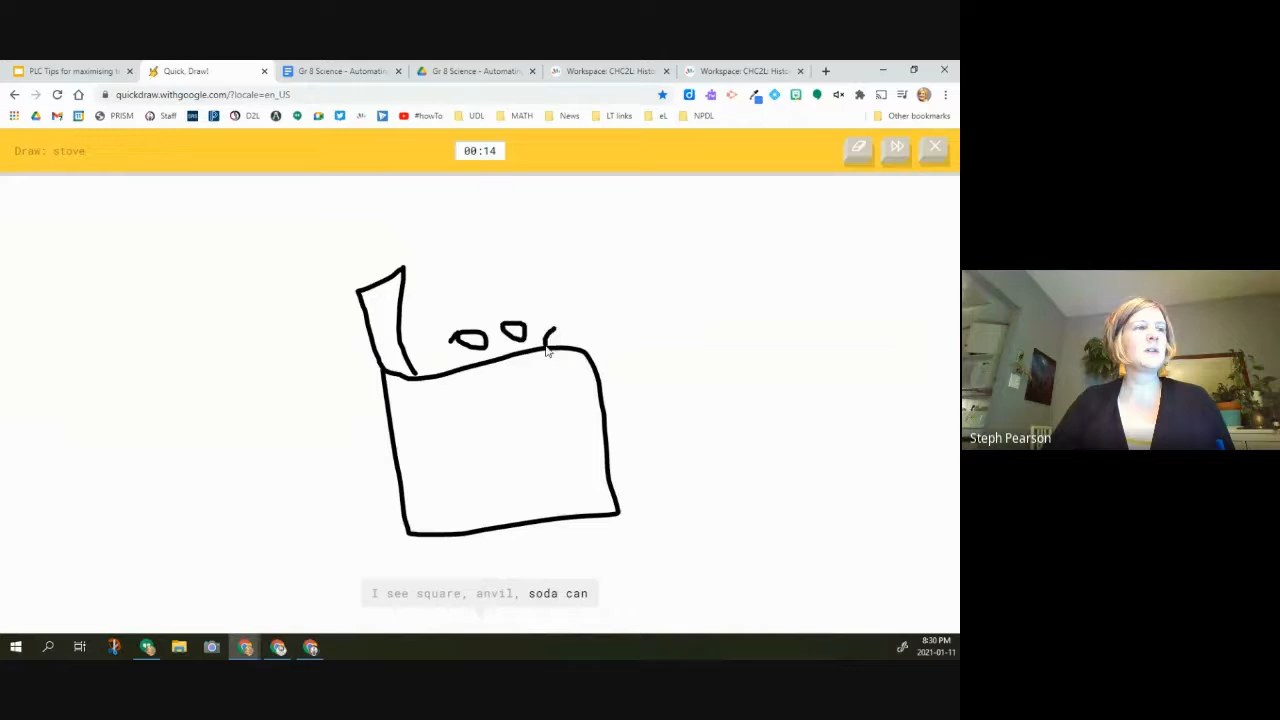 PLC Tips for maximising t
Quick, Draw!
Gr 8 Science - Automatin
Gr 8 Science - Automatin
Workspace: CHC2L: Histo
Workspace: CHC2L: Histo
quickdraw.withgoogle.com/?locale=en_US
PRISM
Staff
D2L
#howTo
UDL
MATH
News
LT links
eL
NPDL
Other bookmarks
Draw: stove
00:14
I see square, anvil, soda can
Steph Pearson
8:30 PM
2021-01-11